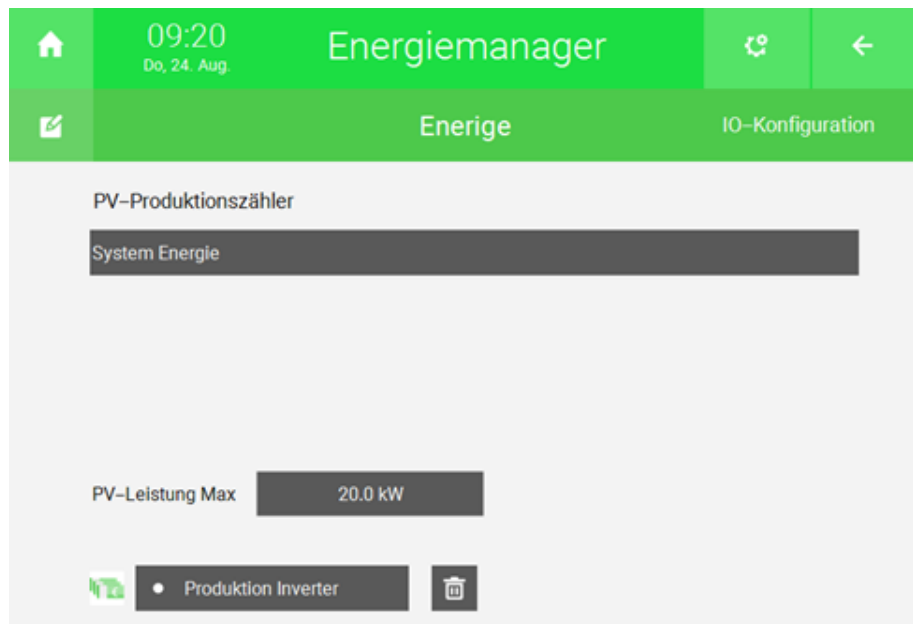 09:20
Do, 24. Aug.
Energiemanager
Enerige
IO-Konfiguration
PV-Produktionszähler
System Energie
PV-Leistung Max
20.0 kW
Produktion Inverter